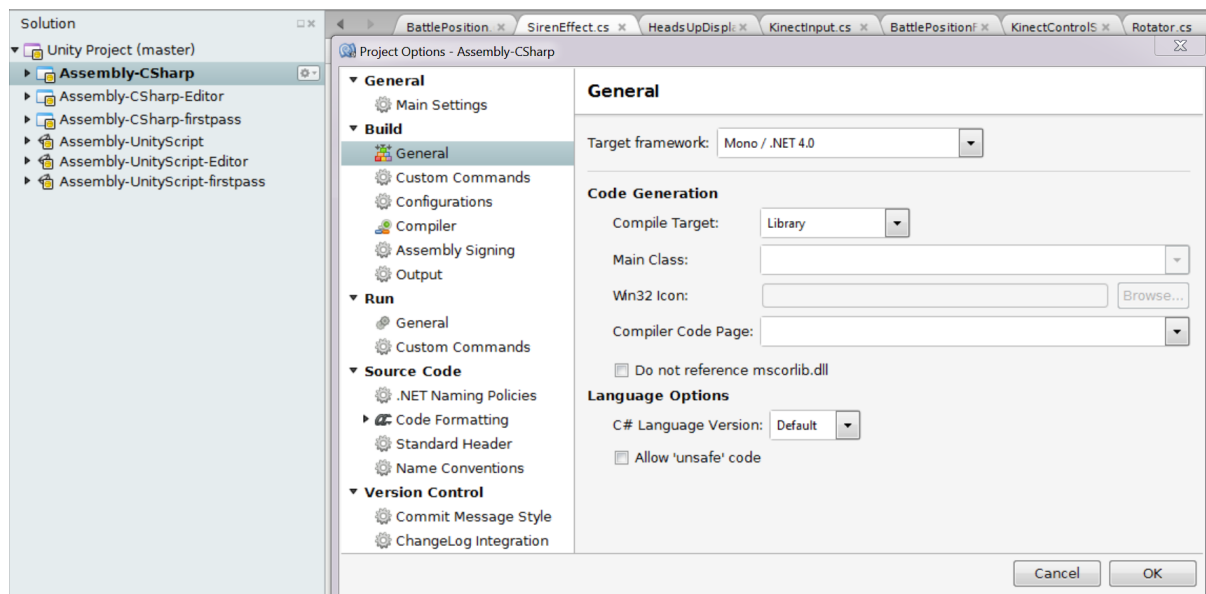 Solution
BattlePosition. SirenEffect.cs HeadsUpDispla KinectInput.cs BattlePositionF KinectControlS Rotator.cs
Unity Project (master)
Assembly-CSharp
Assembly-CSharp-Editor
Assembly-CSharp-firstpass
Assembly-UnityScript
Assembly-UnityScript-Editor
Assembly-UnityScript-firstpass
Project Options - Assembly-CSharp
General
Main Settings
Build
General
Custom Commands
Configurations
Compiler
Assembly Signing
Output
Run
General
Custom Commands
Source Code
.NET Naming Policies
Code Formatting
Standard Header
Name Conventions
Version Control
Commit Message Style
ChangeLog Integration
General
Target framework: Mono / .NET 4.0
Code Generation
Compile Target: Library
Main Class:
Win32 Icon: Browse...
Compiler Code Page:
Do not reference mscorlib.dll
Language Options
C# Language Version: Default
Allow 'unsafe' code
Cancel OK